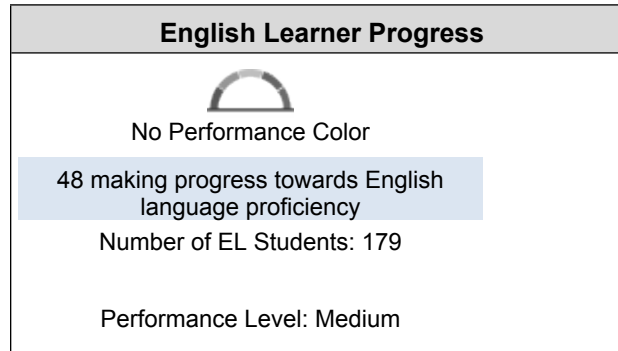 English Learner Progress
No Performance Color
48 making progress towards English
language proficiency
Number of EL Students: 179
Performance Level: Medium